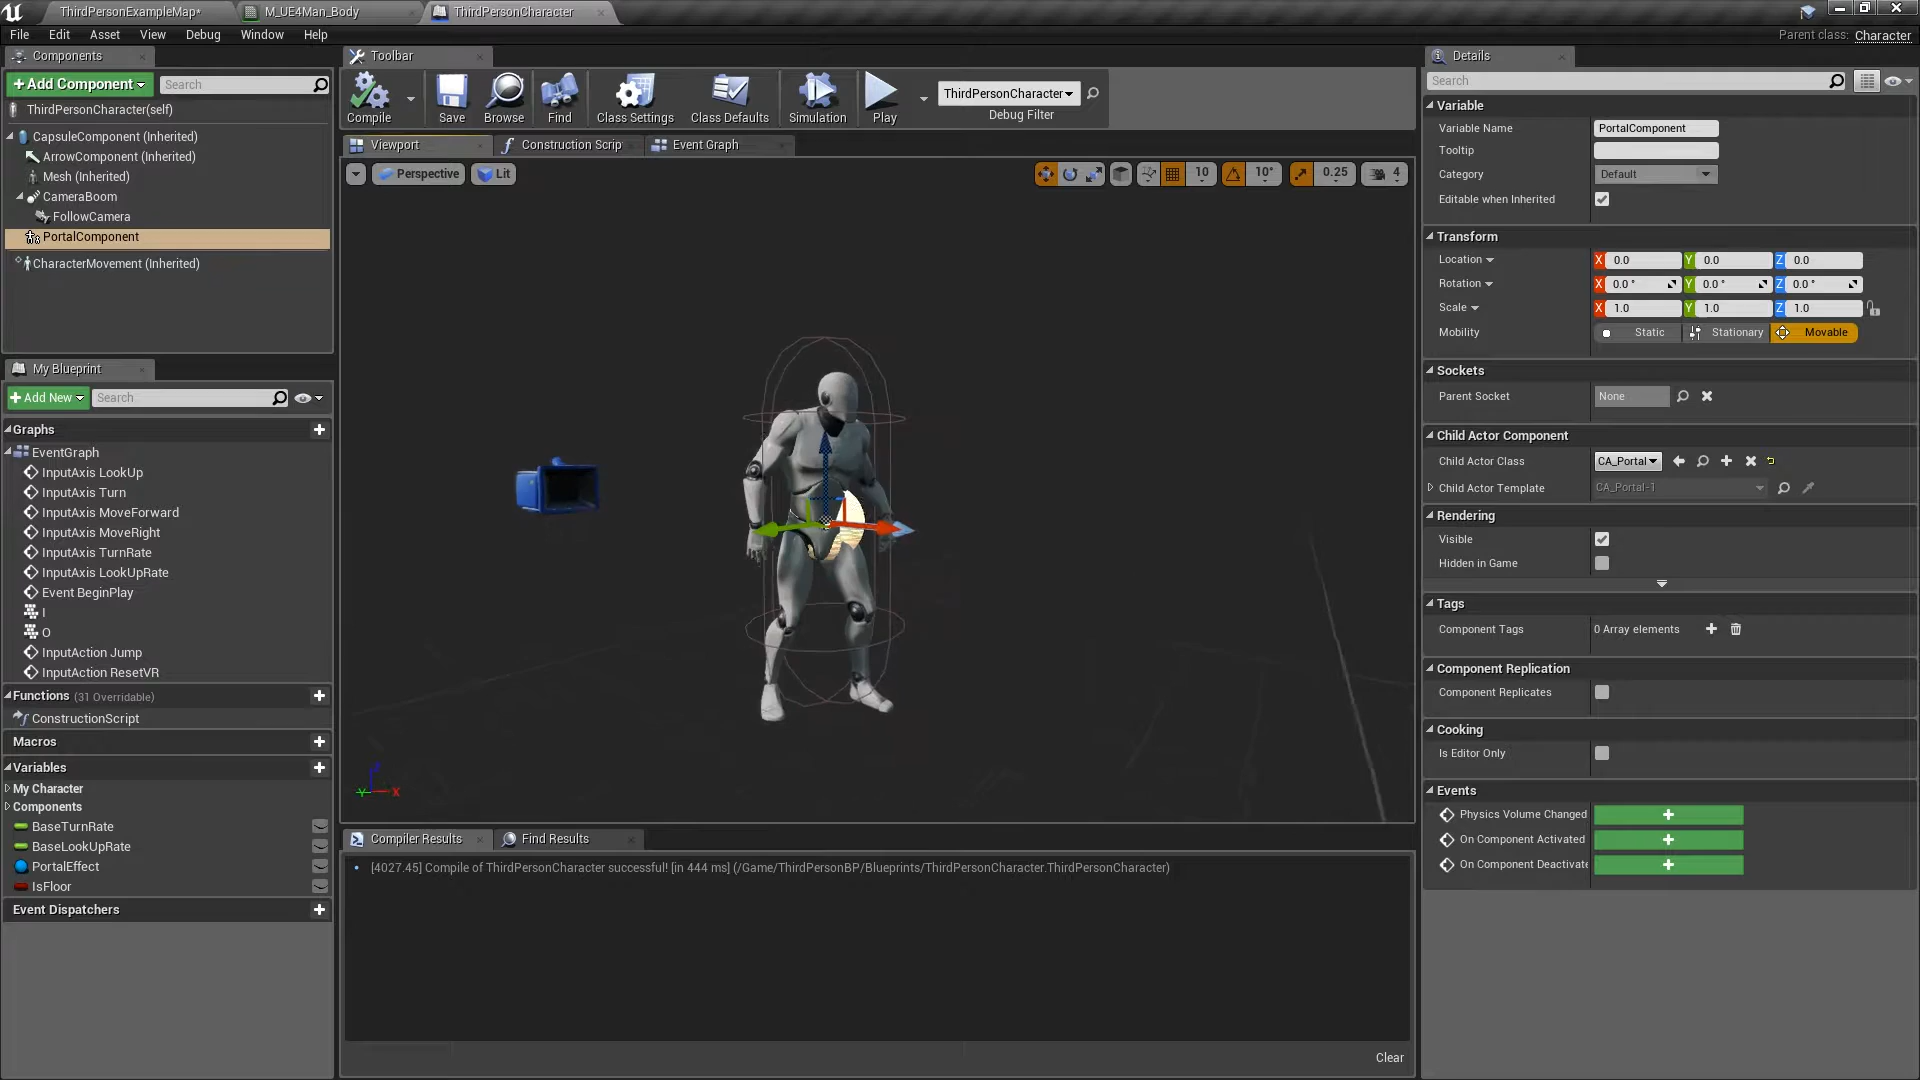 ThirdPersonExampleMap*
M_UE4Man_Body
ThirdPersonCharacter
File Edit Asset View Debug Window Help
Parent class: Character
Components
+Add Component
Search
ThirdPersonCharacter(self)
CapsuleComponent (Inherited)
ArrowComponent (Inherited)
Mesh (Inherited)
CameraBoom
FollowCamera
PortalComponent
CharacterMovement (Inherited)
My Blueprint
+Add New
Search
Graphs
EventGraph
InputAxis LookUp
InputAxis Turn
InputAxis MoveForward
InputAxis MoveRight
InputAxis TurnRate
InputAxis LookUpRate
Event BeginPlay
I
O
InputAction Jump
InputAction ResetVR
Functions (31 Overridable)
ConstructionScript
Macros
Variables
My Character
Components
BaseTurnRate
BaseLookUpRate
PortalEffect
IsFloor
Event Dispatchers
Toolbar
Compile
Save
Browse
Find
Class Settings
Class Defaults
Simulation
Play
ThirdPersonCharacter
Debug Filter
Viewport
Construction Scrip
Event Graph
Perspective
Lit
10
10°
0.25
4
Z
Y
X
Compiler Results
Find Results
[4027.45] Compile of ThirdPersonCharacter successful! [in 444 ms] (/Game/ThirdPersonBP/Blueprints/ThirdPersonCharacter.ThirdPersonCharacter)
Clear
Details
Search
Variable
Variable Name PortalComponent
Tooltip
Category Default
Editable when Inherited
Transform
Location X 0.0 Y 0.0 Z 0.0
Rotation X 0.0 ° Y 0.0 ° Z 0.0 °
Scale X 1.0 Y 1.0 Z 1.0
Mobility Static Stationary Movable
Sockets
Parent Socket None
Child Actor Component
Child Actor Class CA_Portal
Child Actor Template CA_Portal-1
Rendering
Visible
Hidden in Game
Tags
Component Tags 0 Array elements
Component Replication
Component Replicates
Cooking
Is Editor Only
Events
Physics Volume Changed
On Component Activated
On Component Deactivate